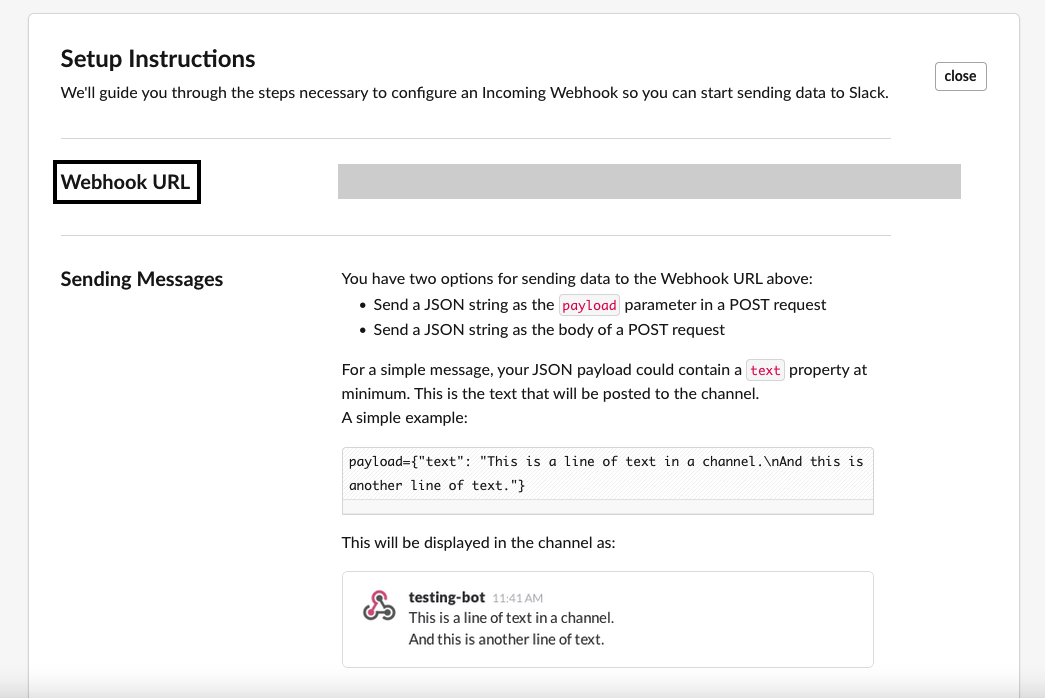 Setup Instructions
We'll guide you through the steps necessary to configure an Incoming Webhook so you can start sending data to Slack.
close
Webhook URL
Sending Messages
You have two options for sending data to the Webhook URL above:
• Send a JSON string as the payload parameter in a POST request
• Send a JSON string as the body of a POST request
For a simple message, your JSON payload could contain a text property at
minimum. This is the text that will be posted to the channel.
A simple example:
payload={"text": "This is a line of text in a channel.\nAnd this is
another line of text."}
This will be displayed in the channel as:
testing-bot 11:41 AM
This is a line of text in a channel.
And this is another line of text.